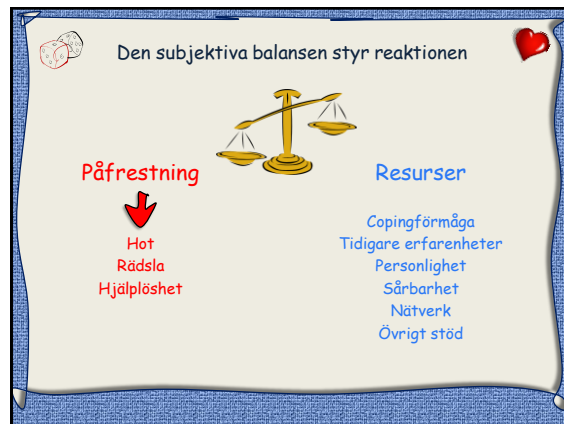 Den subjektiva balansen styr reaktionen
Påfrestning
Hot
Rädsla
Hjälplöshet
Resurser
Copingförmåga
Tidigare erfarenheter
Personlighet
Sårbarhet
Nätverk
Övrigt stöd